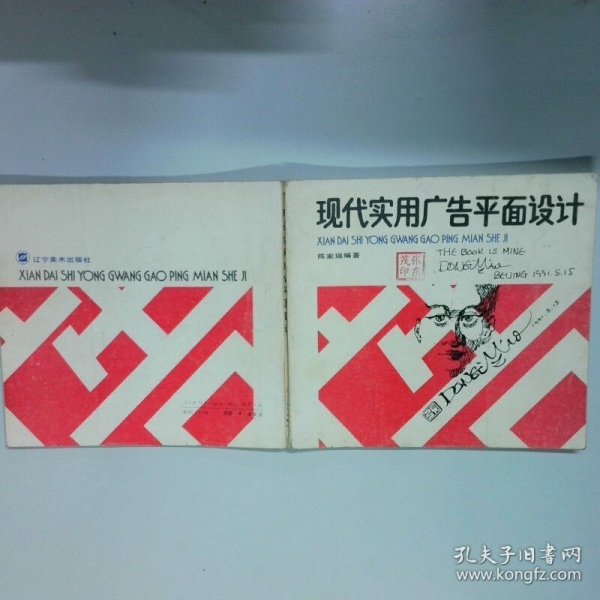 辽宁美术出版社
XIAN DAI SHI YONG GWANG GAO PING MIAN SHE JI
现代实用广告平面设计
XIAN DAI SHI YONG GWANG GAO PING MIAN SHE JI
陈家瑞编著
THE BOOK IS MINE
BEIJING 1991.5.15
1991.5.15
孔夫子旧书网
www.kongfz.com